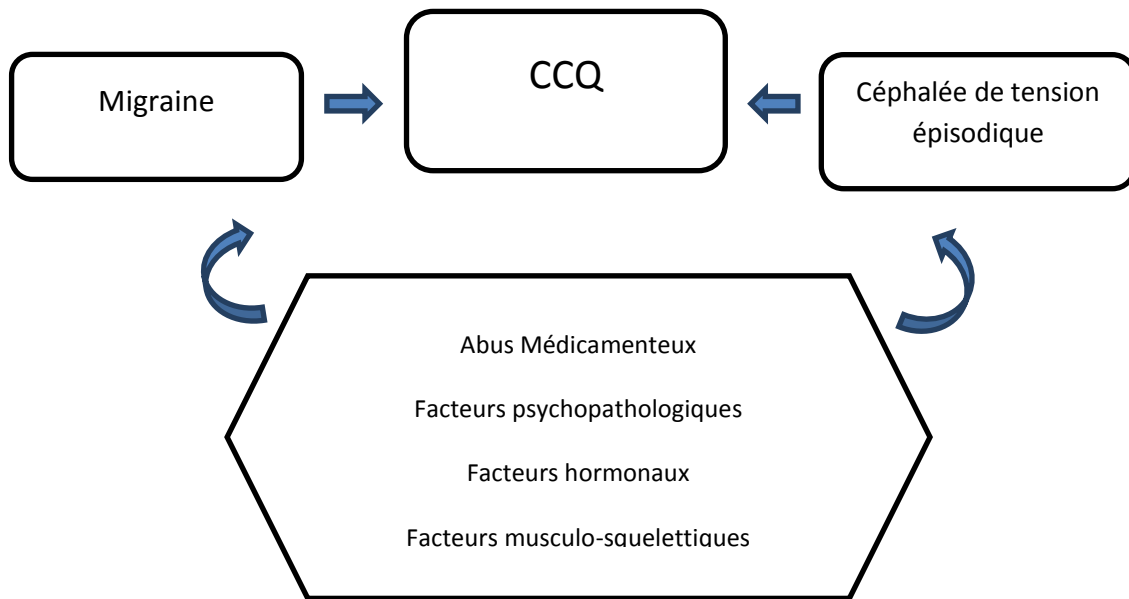 Migraine
CCQ
Céphalée de tension
épisodique
Abus Médicamenteux
Facteurs psychopathologiques
Facteurs hormonaux
Facteurs musculo-squelettiques